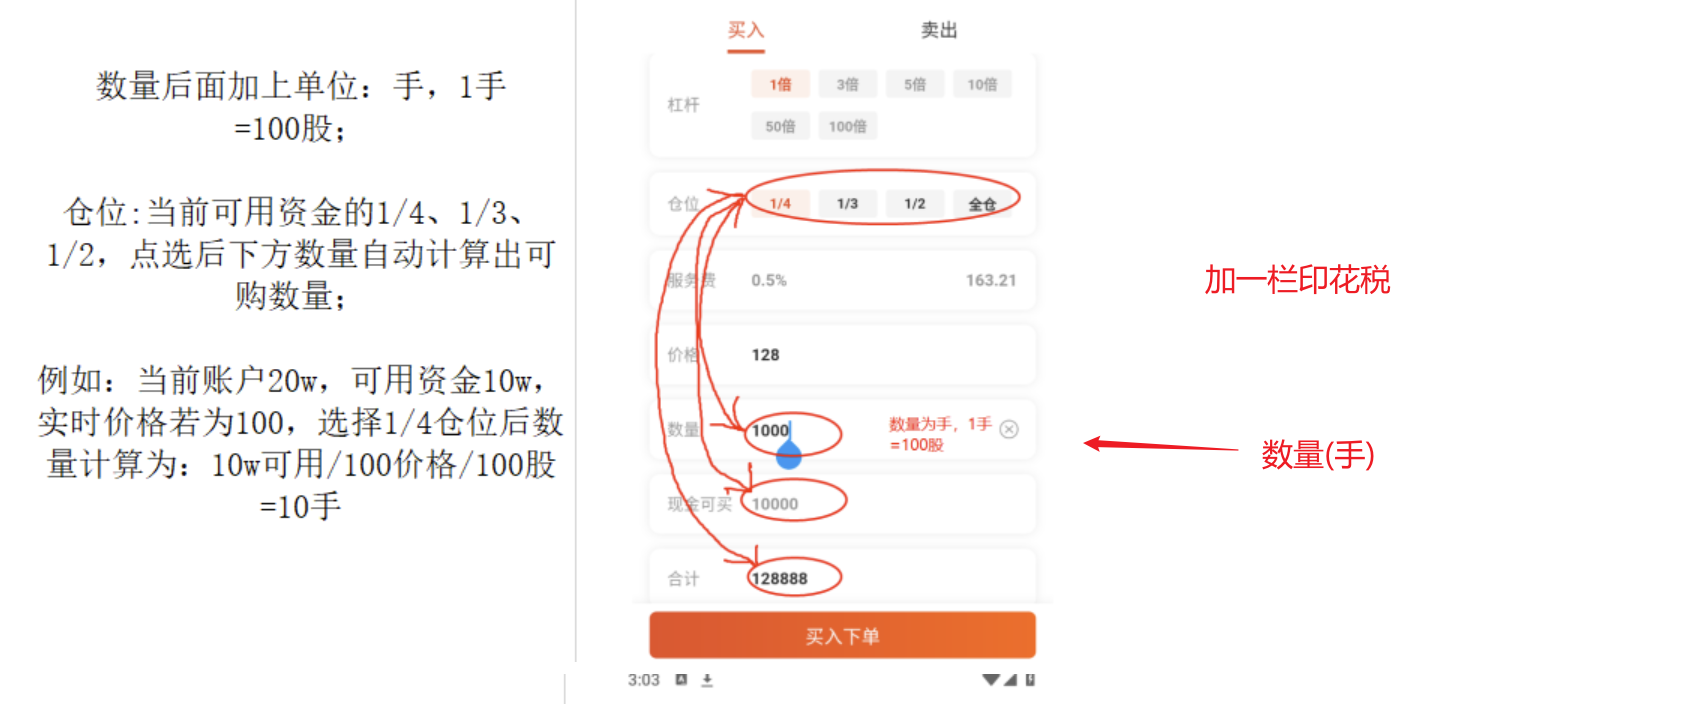 数量后面加上单位：手，1手
=100股；
仓位:当前可用资金的1/4、1/3、
1/2，点选后下方数量自动计算出可
购数量；
例如：当前账户20w，可用资金10w，
实时价格若为100，选择1/4仓位后数
量计算为：10w可用/100价格/100股
=10手
买入 卖出
杠杆 1倍 3倍 5倍 10倍
50倍 100倍
仓位 1/4 1/3 1/2 全仓
服务费 0.5% 163.21
价格 128
数量 1000 数量为手，1手
=100股
现金可买 10000
合计 128888
买入下单
3:03
加一栏印花税
数量(手)